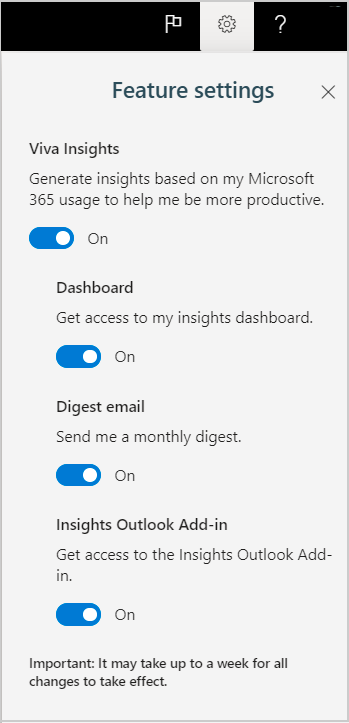 ?
Feature settings
Viva Insights
Generate insights based on my Microsoft
365 usage to help me be more productive.
On
Dashboard
Get access to my insights dashboard.
On
Digest email
Send me a monthly digest.
On
Insights Outlook Add-in
Get access to the Insights Outlook Add-
in.
On
Important: It may take up to a week for all
changes to take effect.